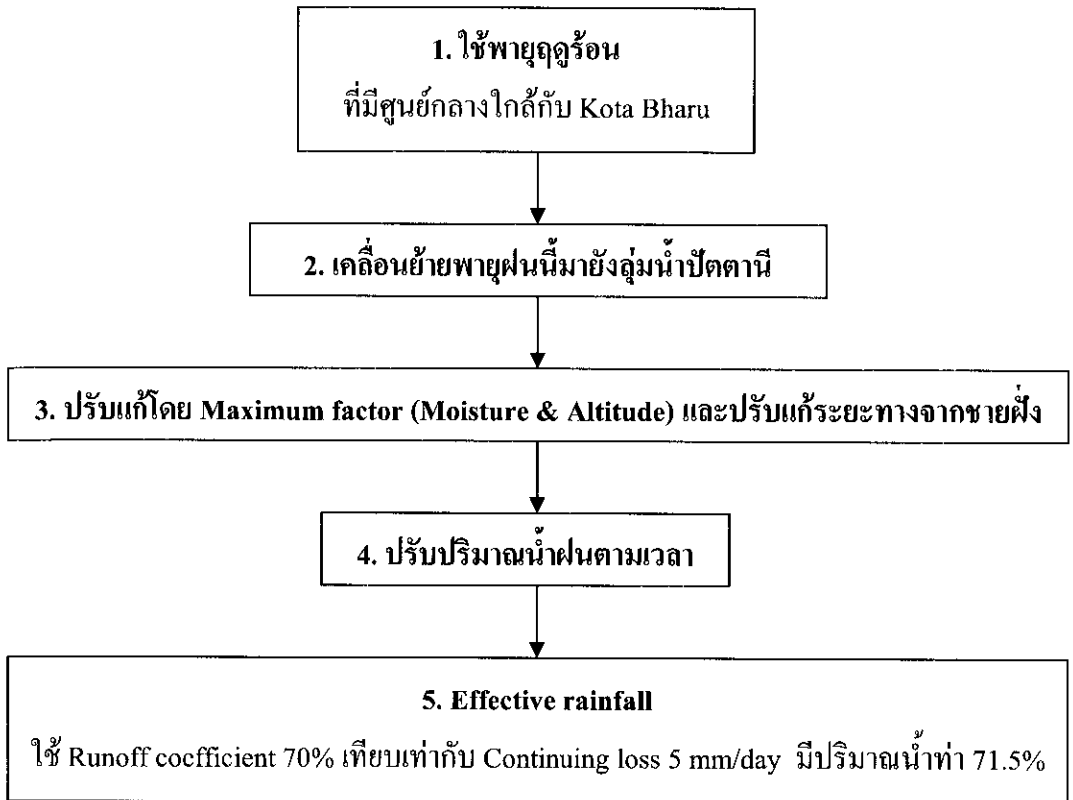 1. ใช้พายุฤดูร้อน
ที่มีศูนย์กลางใกล้กับ Kota Bharu
2. เคลื่อนย้ายพายุฝนนี้มายังลุ่มน้ำปัตตานี
3. ปรับแก้โดย Maximum factor (Moisture & Altitude) และปรับแก้ระยะทางจากชายฝั่ง
4. ปรับปริมาณน้ำฝนตามเวลา
5. Effective rainfall
ใช้ Runoff coefficient 70% เทียบเท่ากับ Continuing loss 5 mm/day มีปริมาณน้ำท่า 71.5%